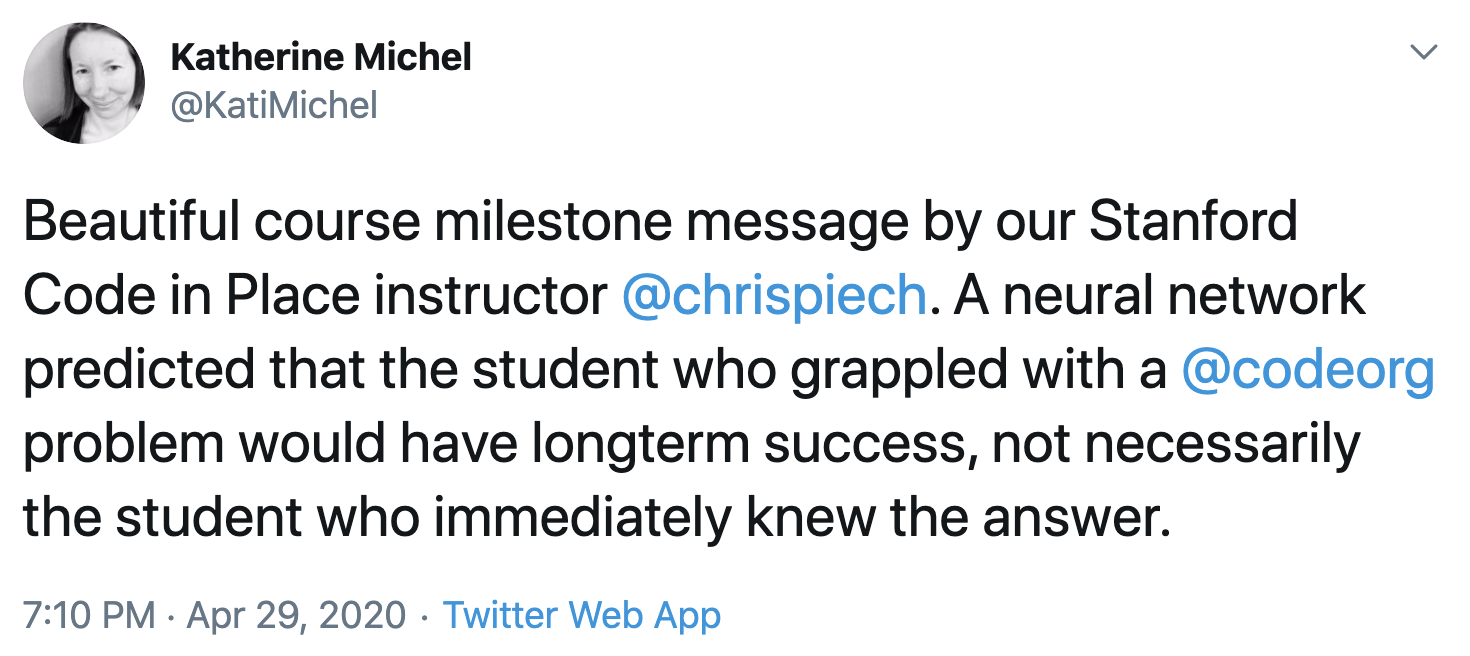 Katherine Michel
@KatiMichel
Beautiful course milestone message by our Stanford
Code in Place instructor @chrispiech. A neural network
predicted that the student who grappled with a @codeorg
problem would have longterm success, not necessarily
the student who immediately knew the answer.
7:10 PM · Apr 29, 2020 · Twitter Web App